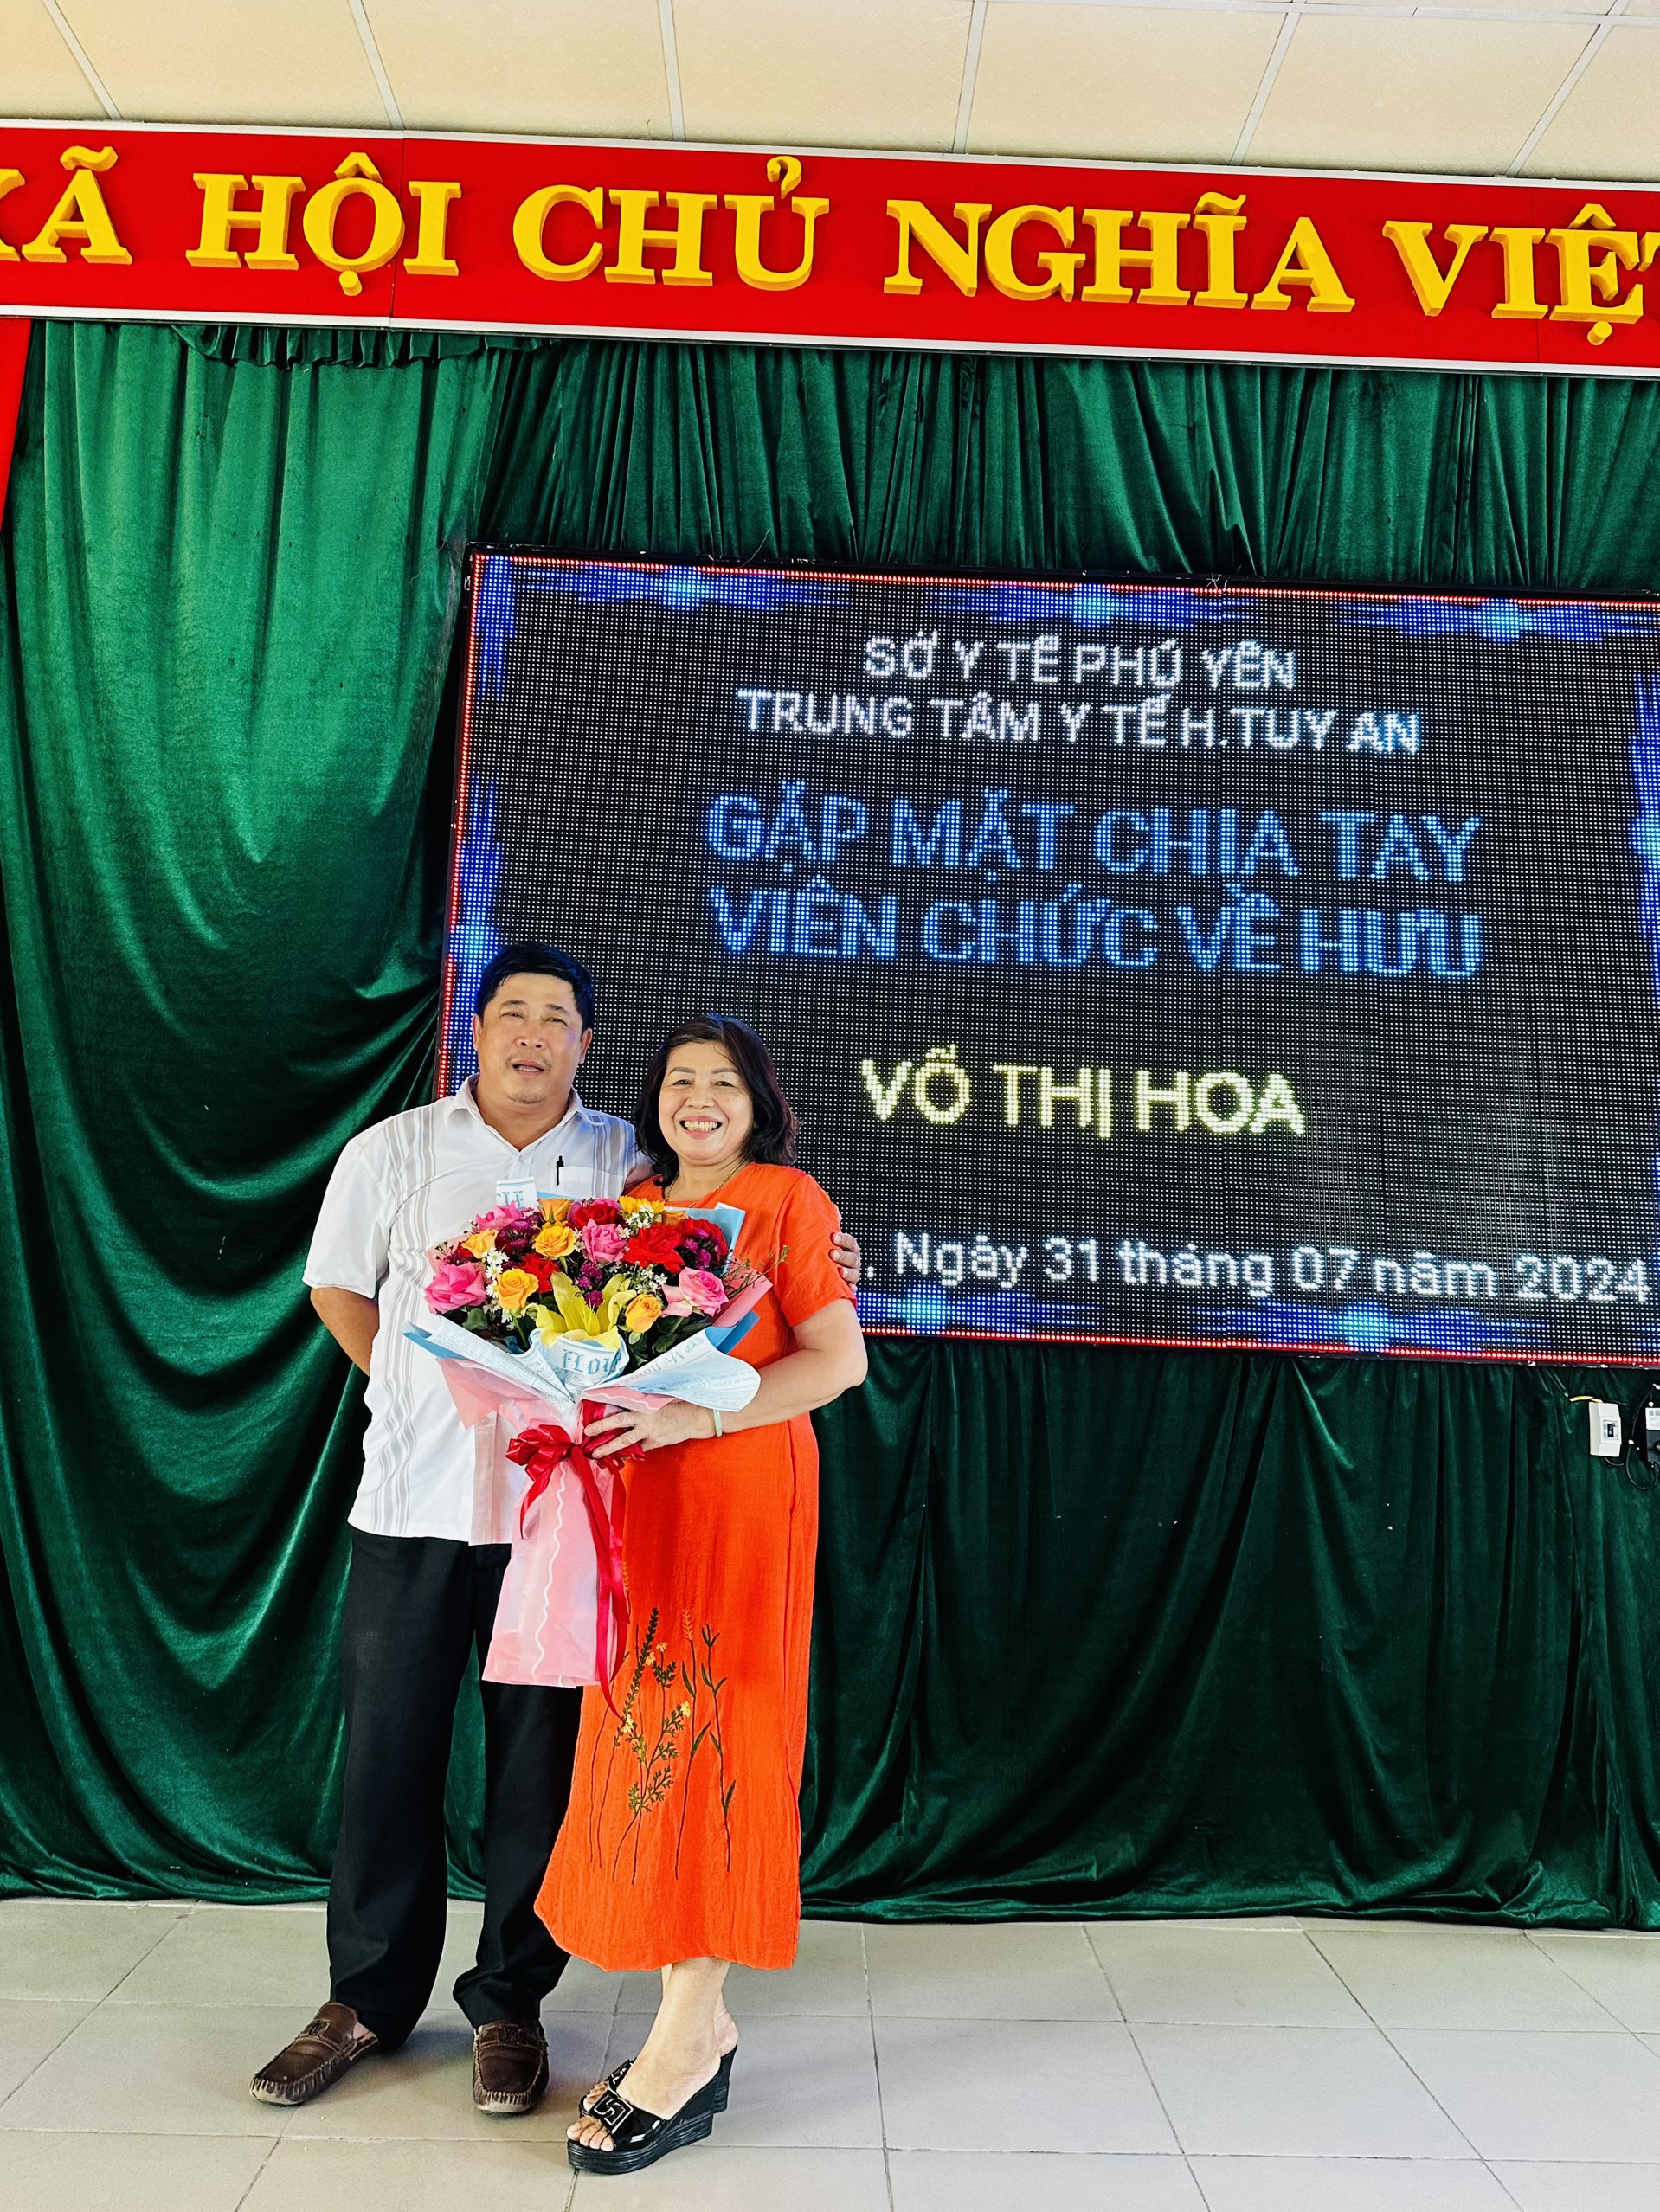 XÃ HỘI CHỦ NGHĨA VIỆT
SỞ Y TẾ PHÚ YÊN
TRUNG TÂM Y TẾ H.TUY AN
GẶP MẶT CHIA TAY
VIÊN CHỨC VỀ HƯU
VÕ THỊ HOA
, Ngày 31 tháng 07 năm 2024